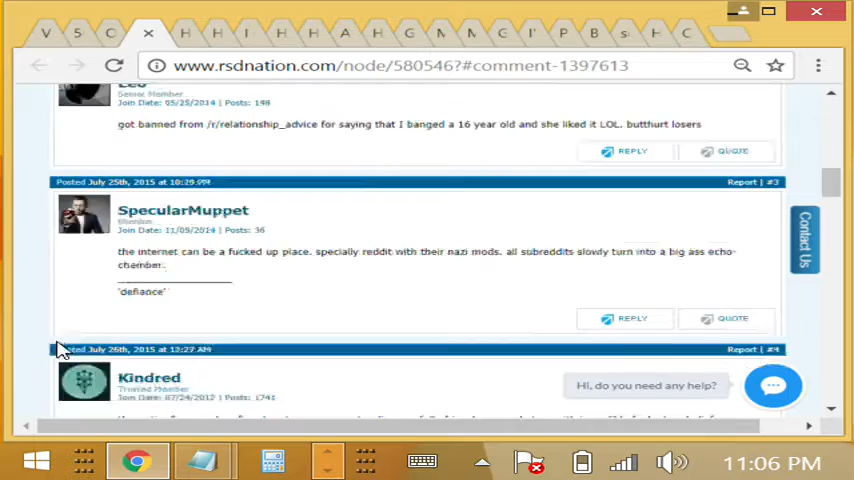 V S C H H I H H A H G M M G I' P B s H C
www.rsdnation.com/node/580546?#comment-1397613
Leo
Senior Member
Join Date: 05/25/2014 | Posts: 198
got banned from /r/relationship_advice for saying that I banged a 16 year old and she liked it LOL. butthurt losers
REPLY QUOTE
Posted July 25th, 2015 at 10:29 PM Report | #3
SpecularMuppet
Member
Join Date: 11/09/2014 | Posts: 36
the internet can be a fucked up place. specially reddit with their nazi mods. all subreddits slowly turn into a big ass echo-
chember.
'defiance'
REPLY QUOTE
July 26th, 2015 at 12:27 AM Report | #4
Kindred
Trusted Member
Join Date: 07/24/2012 | Posts: 1741
Contact Us
Hi, do you need any help?
11:06 PM